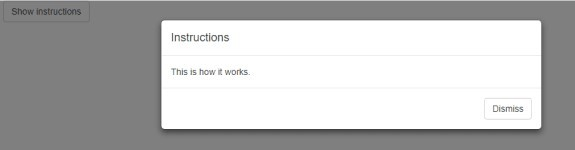 Show instructions
Instructions
This is how it works.
Dismiss